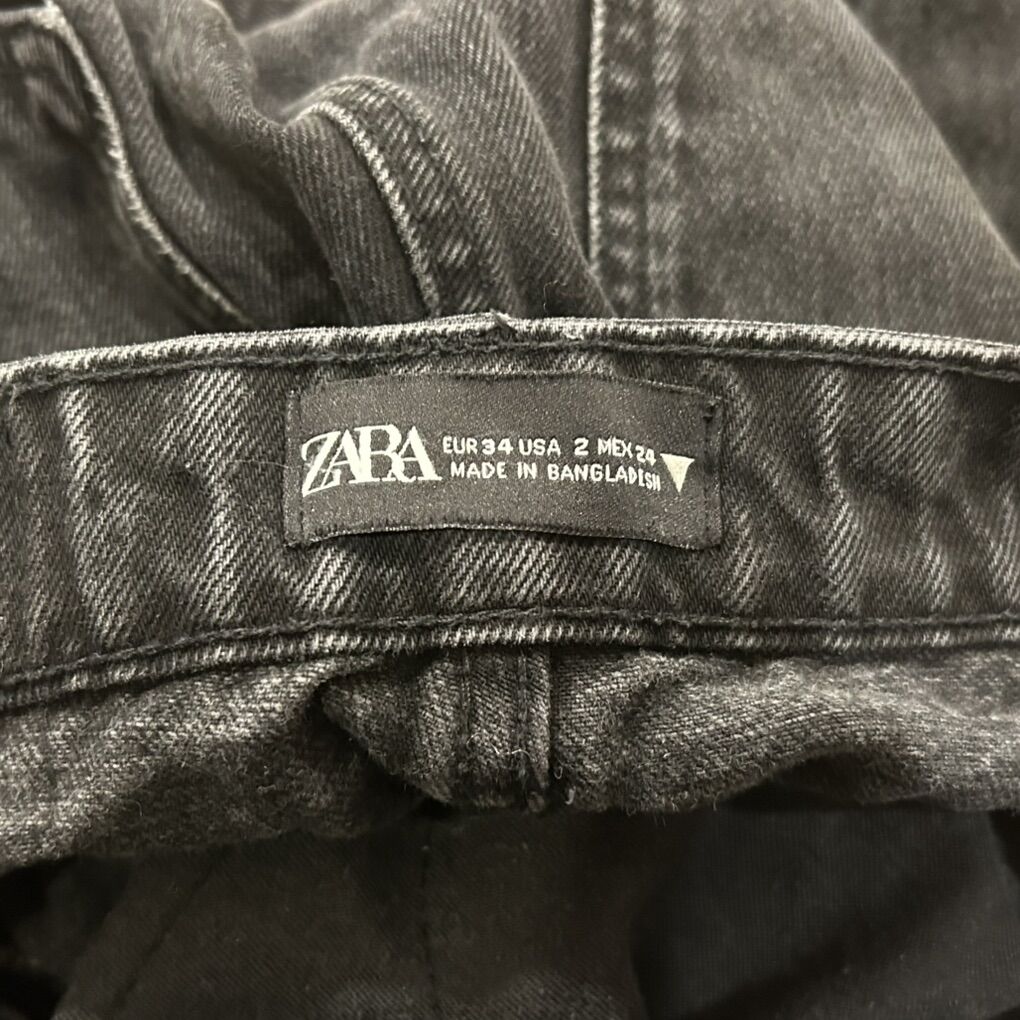 ZARA
EUR 34 USA 2 MEX 24
MADE IN BANGLADESH